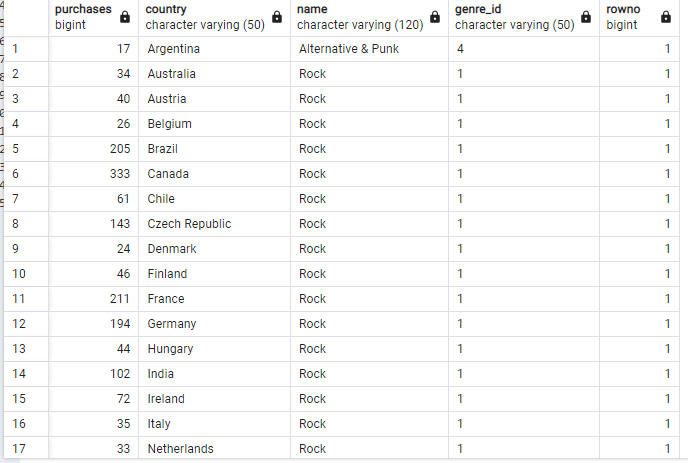 purchases country name genre_id rowno
bigint character varying (50) character varying (120) character varying (50) bigint
1 17 Argentina Alternative & Punk 4 1
2 34 Australia Rock 1 1
3 40 Austria Rock 1 1
4 26 Belgium Rock 1 1
5 205 Brazil Rock 1 1
6 333 Canada Rock 1 1
7 61 Chile Rock 1 1
8 143 Czech Republic Rock 1 1
9 24 Denmark Rock 1 1
10 46 Finland Rock 1 1
11 211 France Rock 1 1
12 194 Germany Rock 1 1
13 44 Hungary Rock 1 1
14 102 India Rock 1 1
15 72 Ireland Rock 1 1
16 35 Italy Rock 1 1
17 33 Netherlands Rock 1 1